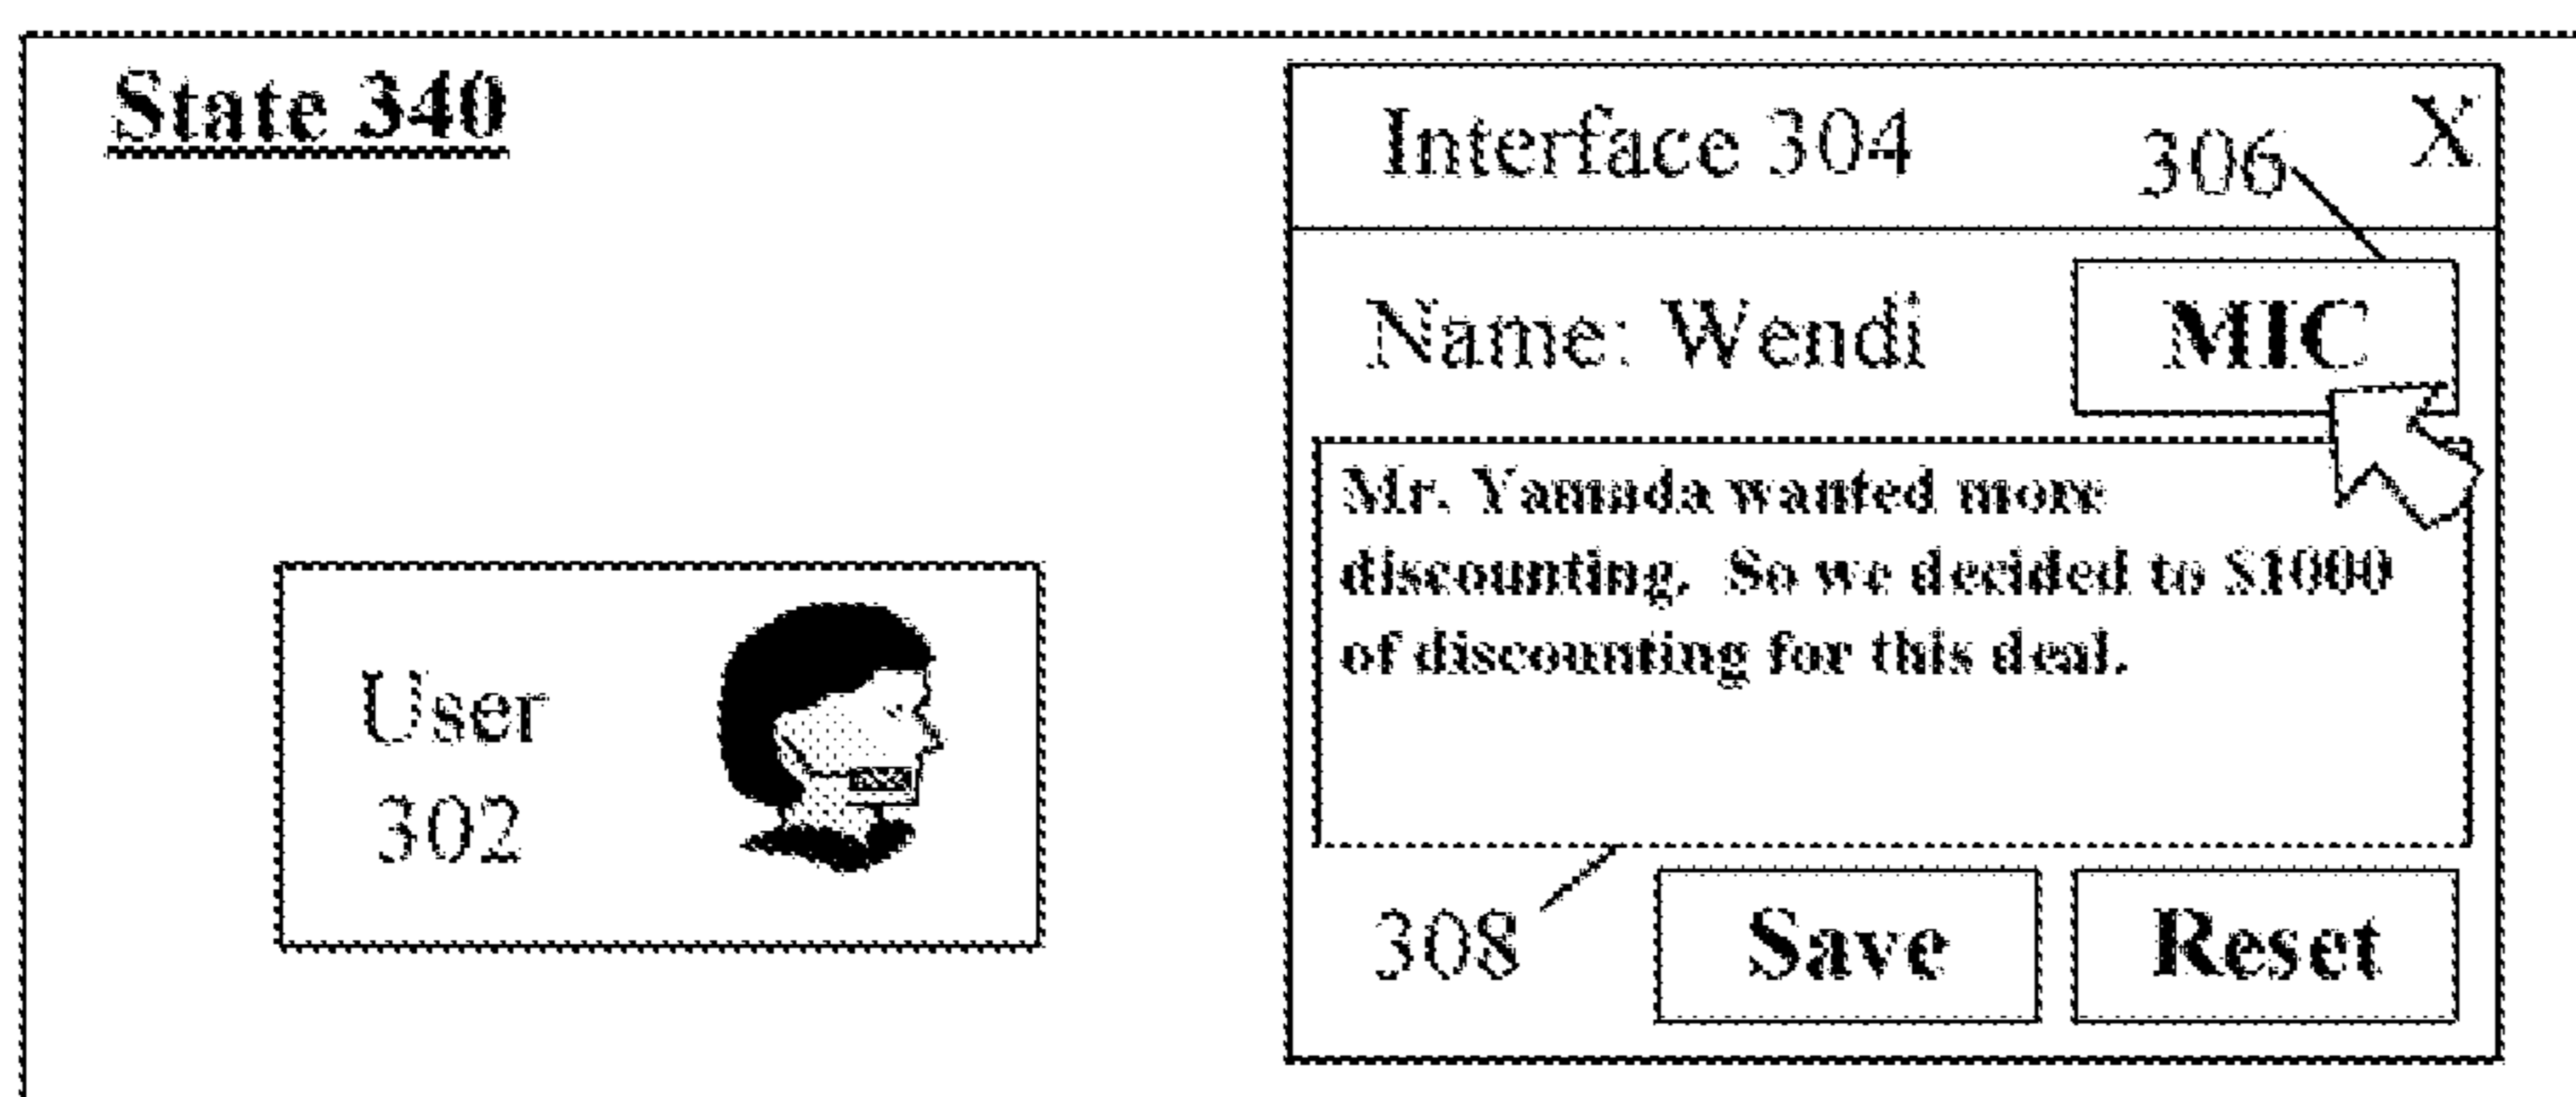 State 340
Interface 304
306
X
Name: Wendi
MIC
Mr. Yamada wanted more
discounting. So we decided to $1000
of discounting for this deal.
User
302
308
Save
Reset